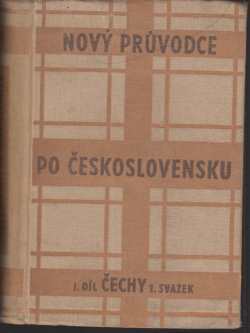 NOVÝ PRŮVODCE
PO ČESKOSLOVENSKU
I. DÍL ČECHY 1. SVAZEK